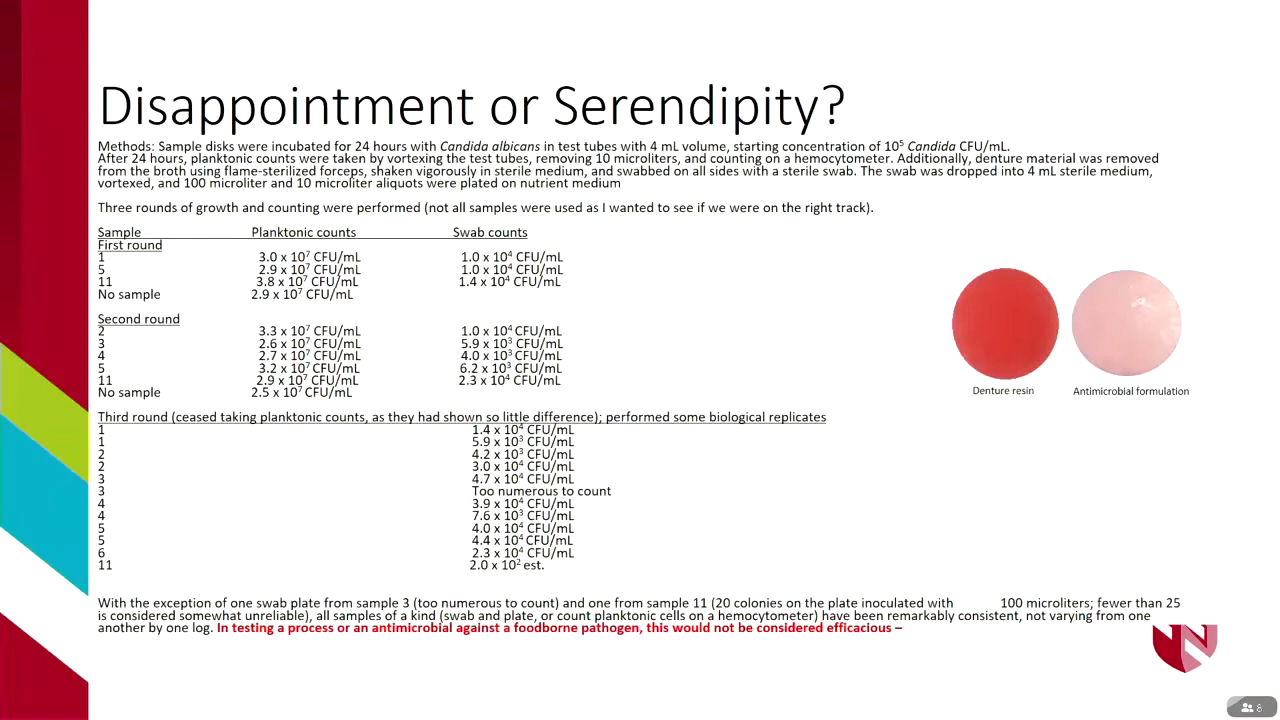 Disappointment or Serendipity?
Methods: Sample disks were incubated for 24 hours with Candida albicans in test tubes with 4 mL volume, starting concentration of 10⁵ Candida CFU/mL.
After 24 hours, planktonic counts were taken by vortexing the test tubes, removing 10 microliters, and counting on a hemocytometer. Additionally, denture material was removed
from the broth using flame-sterilized forceps, shaken vigorously in sterile medium, and swabbed on all sides with a sterile swab. The swab was dropped into 4 mL sterile medium,
vortexed, and 100 microliter and 10 microliter aliquots were plated on nutrient medium
Three rounds of growth and counting were performed (not all samples were used as I wanted to see if we were on the right track).
Sample Planktonic counts Swab counts
First round
1 3.0 x 10⁷ CFU/mL 1.0 x 10⁴ CFU/mL
5 2.9 x 10⁷ CFU/mL 1.0 x 10⁴ CFU/mL
11 3.8 x 10⁷ CFU/mL 1.4 x 10⁴ CFU/mL
No sample 2.9 x 10⁷ CFU/mL
Second round
2 3.3 x 10⁷ CFU/mL 1.0 x 10⁴ CFU/mL
3 2.6 x 10⁷ CFU/mL 5.9 x 10³ CFU/mL
4 2.7 x 10⁷ CFU/mL 4.0 x 10³ CFU/mL
5 3.2 x 10⁷ CFU/mL 6.2 x 10³ CFU/mL
11 2.9 x 10⁷ CFU/mL 2.3 x 10⁴ CFU/mL
No sample 2.5 x 10⁷ CFU/mL
Denture resin Antimicrobial formulation
Third round (ceased taking planktonic counts, as they had shown so little difference); performed some biological replicates
1 1.4 x 10⁴ CFU/mL
1 5.9 x 10³ CFU/mL
2 4.2 x 10³ CFU/mL
2 3.0 x 10⁴ CFU/mL
3 4.7 x 10⁴ CFU/mL
3 Too numerous to count
4 3.9 x 10⁴ CFU/mL
4 7.6 x 10³ CFU/mL
5 4.0 x 10⁴ CFU/mL
5 4.4 x 10⁴ CFU/mL
6 2.3 x 10⁴ CFU/mL
11 2.0 x 10² est.
With the exception of one swab plate from sample 3 (too numerous to count) and one from sample 11 (20 colonies on the plate inoculated with 100 microliters; fewer than 25
is considered somewhat unreliable), all samples of a kind (swab and plate, or count planktonic cells on a hemocytometer) have been remarkably consistent, not varying from one
another by one log. In testing a process or an antimicrobial against a foodborne pathogen, this would not be considered efficacious –
N
8